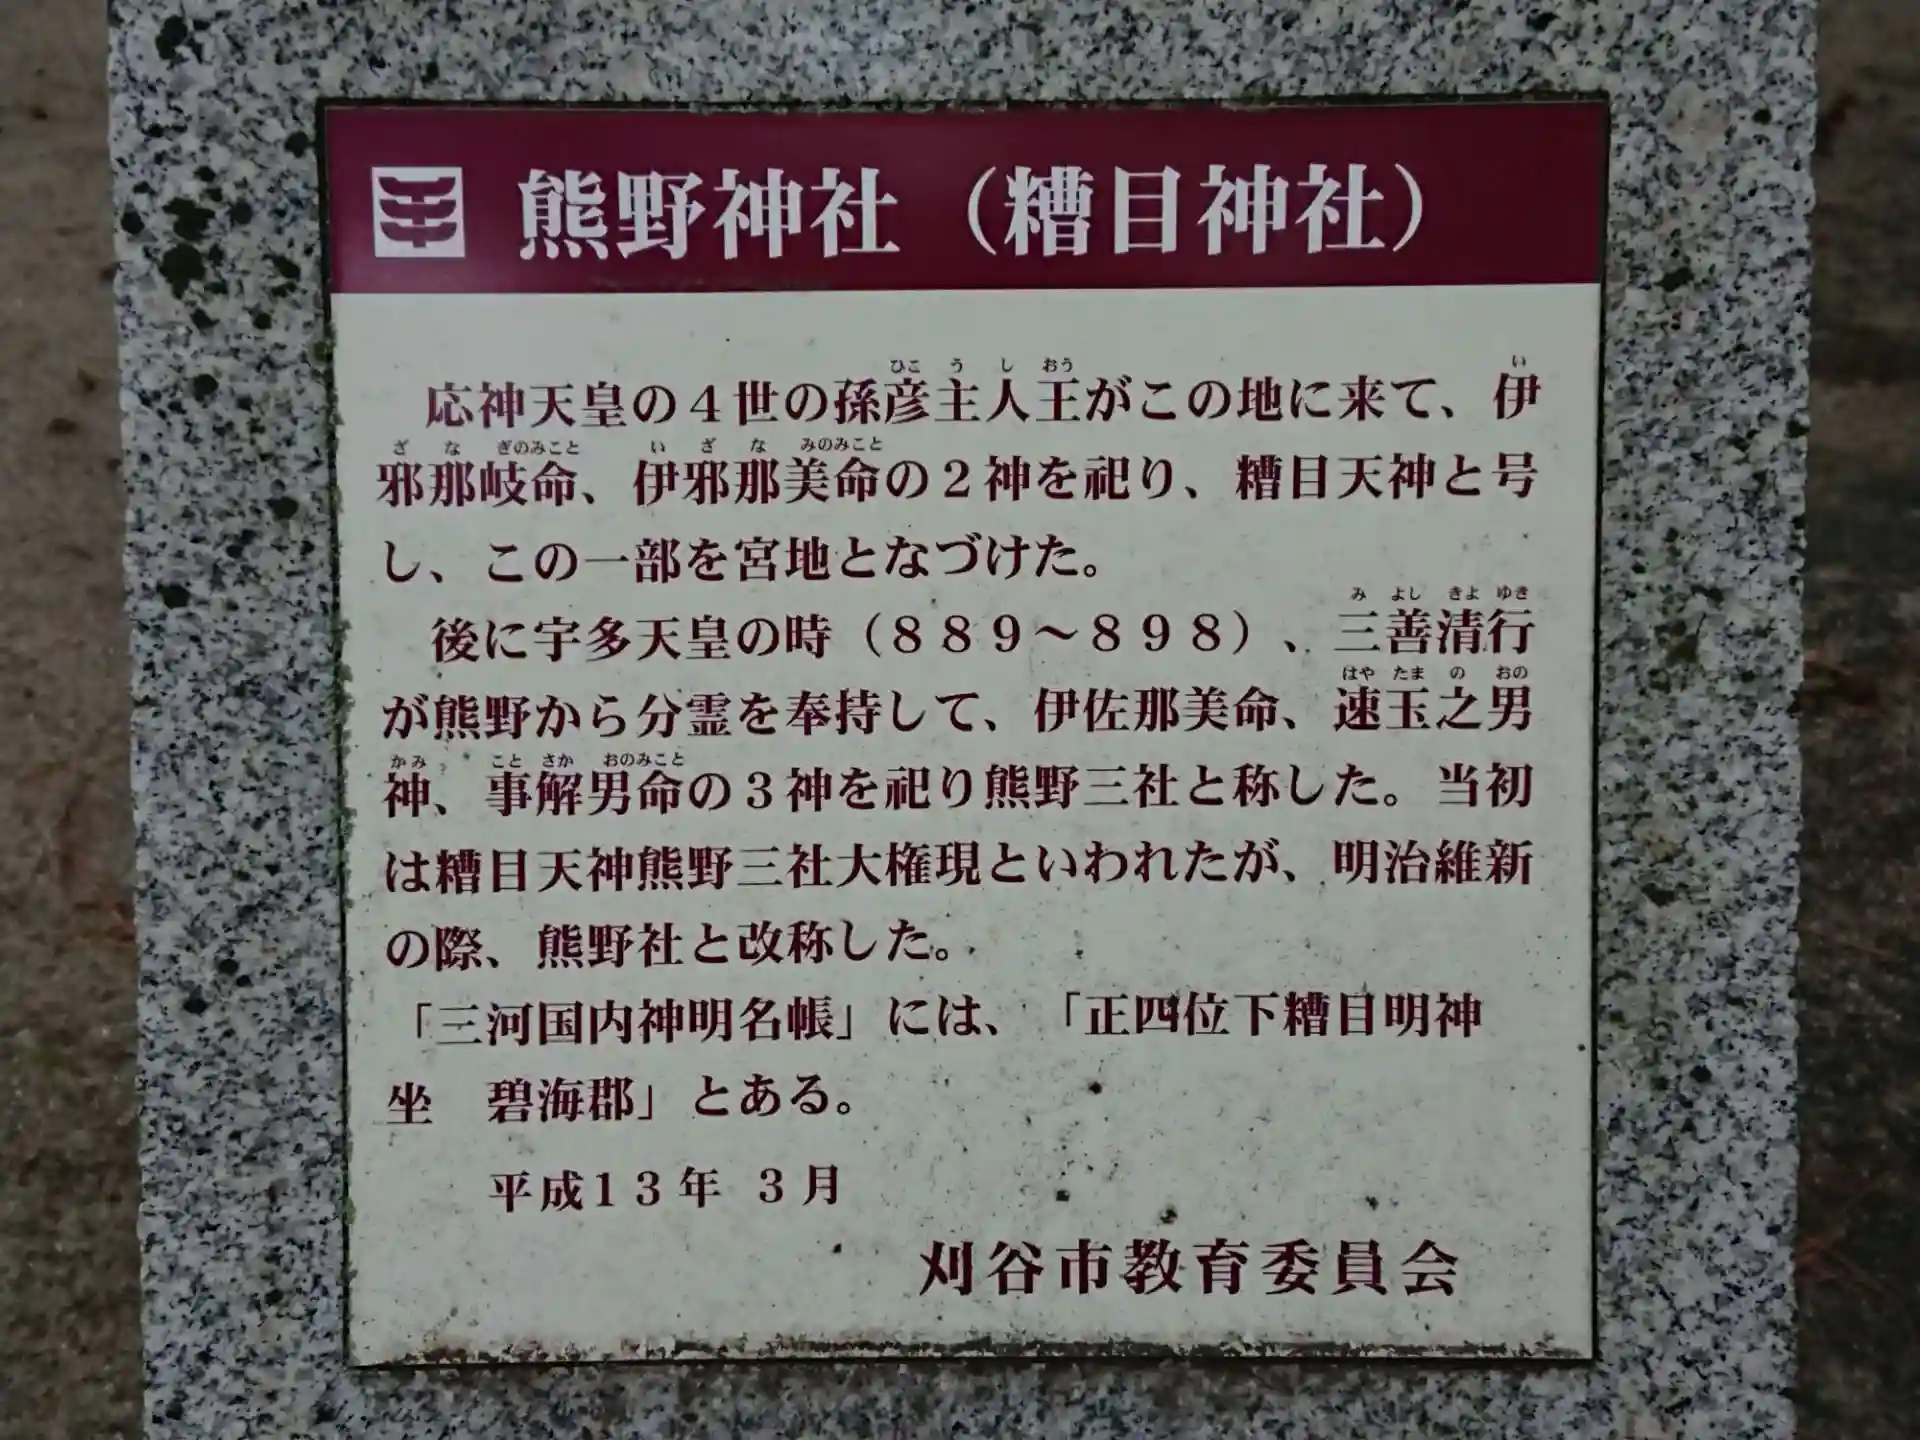 熊野神社（糟目神社）
応神天皇の４世の孫彦主人王がこの地に来て、伊
邪那岐命、伊邪那美命の２神を祀り、糟目天神と号
し、この一部を宮地となづけた。
後に宇多天皇の時（８８９～８９８）、三善清行
が熊野から分霊を奉持して、伊佐那美命、速玉之男
神、事解男命の３神を祀り熊野三社と称した。当初
は糟目天神熊野三社大権現といわれたが、明治維新
の際、熊野社と改称した。
「三河国内神明名帳」には、「正四位下糟目明神
坐　碧海郡」とある。
平成１３年 ３月
刈谷市教育委員会